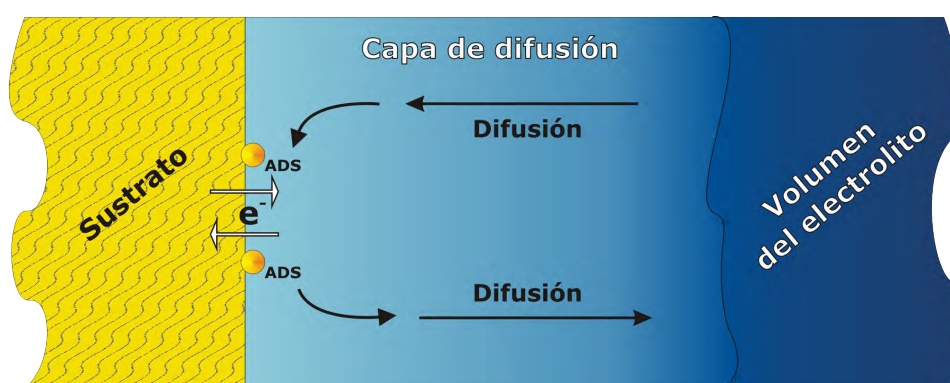 Capa de difusión
Difusión
ADS
Sustrato
e-
ADS
Difusión
Volumen
del electrolito